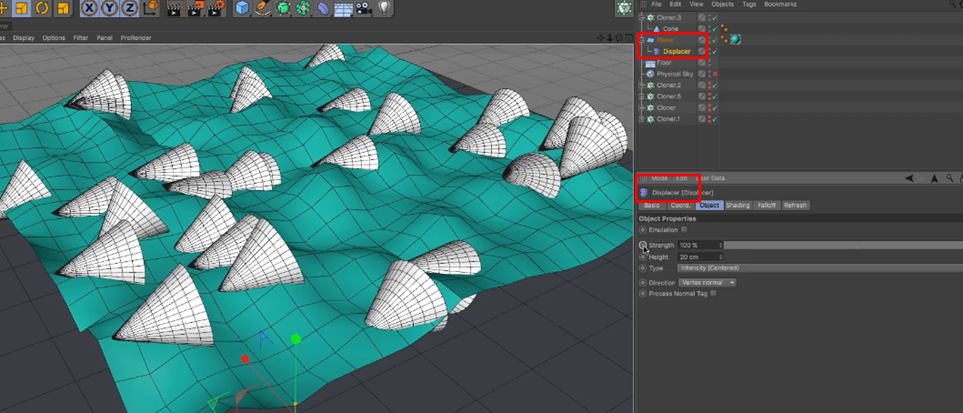 X Y Z
Display Options Filter Panel ProRender
File Edit View Objects Tags Bookmarks
Cloner.3
Cone
Plane
Displacer
Floor
Physical Sky
Cloner.2
Cloner.5
Cloner
Cloner.1
Mode Edit User Data
Displacer [Displacer]
Basic Coord. Object Shading Falloff Refresh
Object Properties
Emulation
Strength 100 %
Height 20 cm
Type Intensity (Centered)
Direction Vertex normal
Process Normal Tag